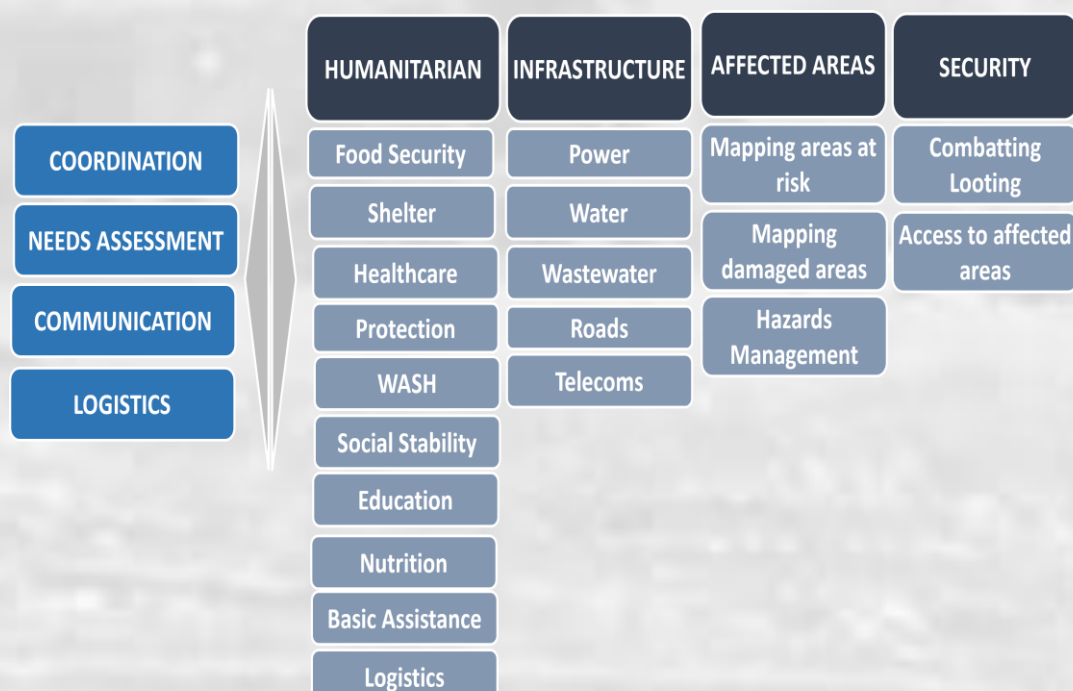 COORDINATION
NEEDS ASSESSMENT
COMMUNICATION
LOGISTICS
HUMANITARIAN
Food Security
Shelter
Healthcare
Protection
WASH
Social Stability
Education
Nutrition
Basic Assistance
Logistics
INFRASTRUCTURE
Power
Water
Wastewater
Roads
Telecoms
AFFECTED AREAS
Mapping areas at
risk
Mapping
damaged areas
Hazards
Management
SECURITY
Combatting
Looting
Access to affected
areas